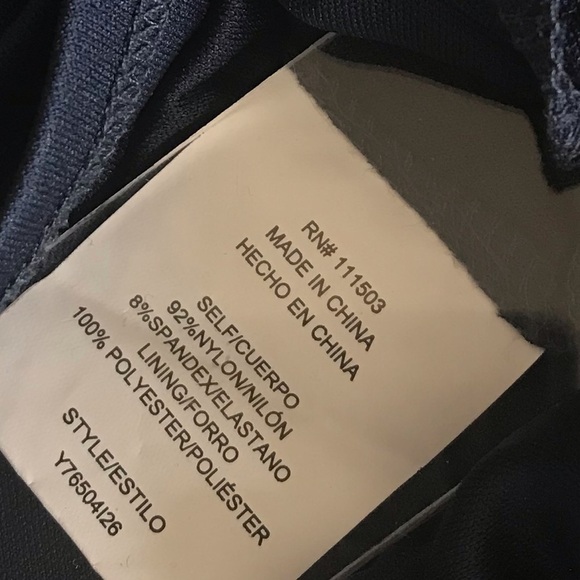 RN# 111503
MADE IN CHINA
HECHO EN CHINA
SELF/CUERPO
92%NYLON/NILÓN
8%SPANDEX/ELASTANO
LINING/FORRO
100% POLYESTER/POLIÉSTER
STYLE/ESTILO
Y76504I26